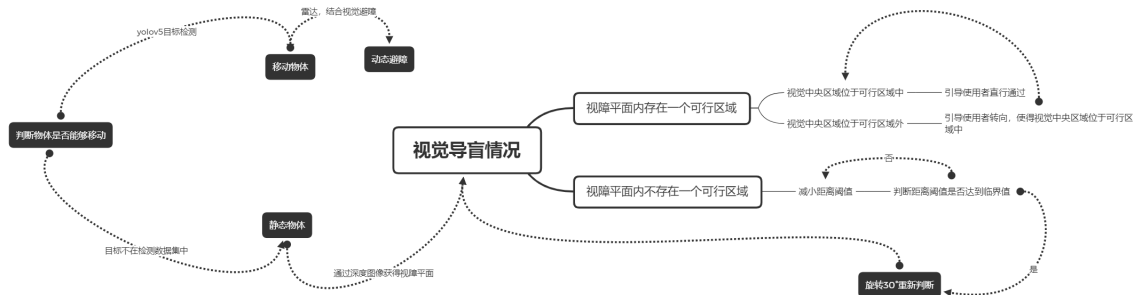 雷达，结合视觉避障
yolov5目标检测
移动物体
动态避障
判断物体是否能够移动
目标不在检测数据集中
静态物体
通过深度图像获得视障平面
视觉导盲情况
视障平面内存在一个可行区域
视觉中央区域位于可行区域中
引导使用者直行通过
视觉中央区域位于可行区域外
引导使用者转向，使得视觉中央区域位于可行区
域中
视障平面内不存在一个可行区域
减小距离阈值
否
判断距离阈值是否达到临界值
是
旋转30°重新判断